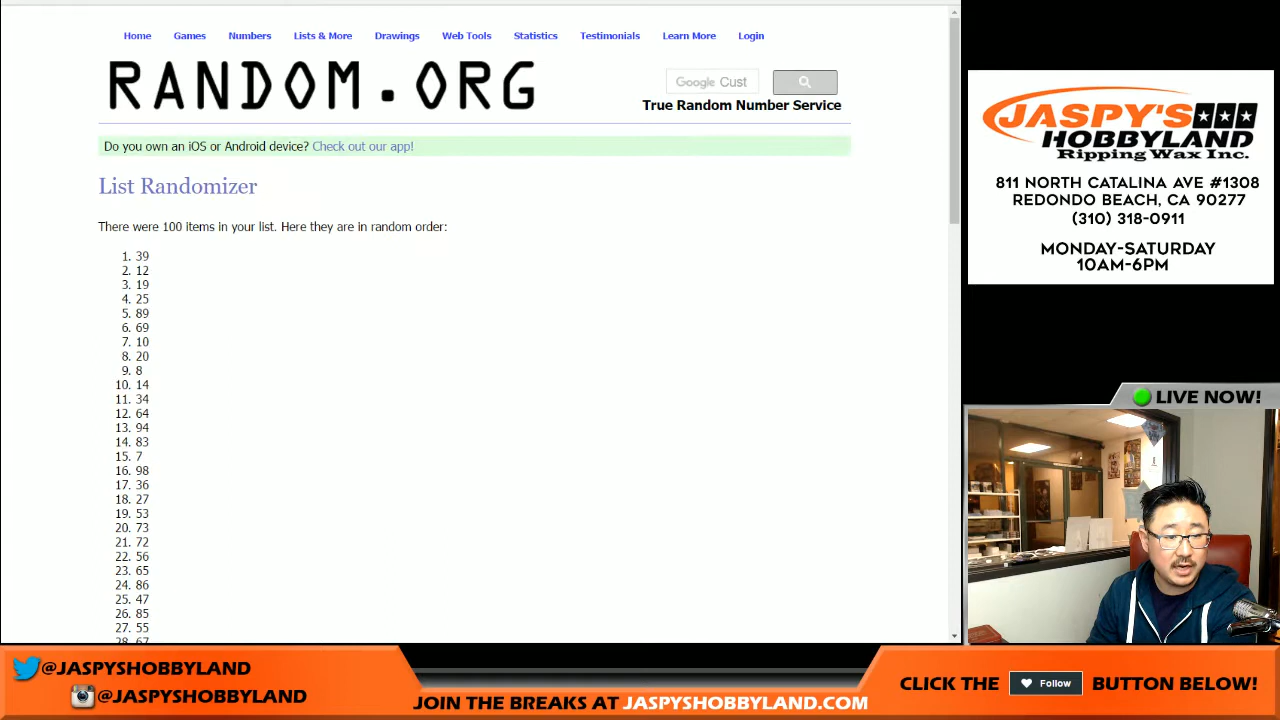 Home Games Numbers Lists & More Drawings Web Tools Statistics Testimonials Learn More Login
RANDOM.ORG
Google Cust
True Random Number Service
Do you own an iOS or Android device? Check out our app!
List Randomizer
There were 100 items in your list. Here they are in random order:
1. 39
2. 12
3. 19
4. 25
5. 89
6. 69
7. 10
8. 20
9. 8
10. 14
11. 34
12. 64
13. 94
14. 83
15. 7
16. 98
17. 36
18. 27
19. 53
20. 73
21. 72
22. 56
23. 65
24. 86
25. 47
26. 85
27. 55
28. 67
JASPY'S
HOBBYLAND
Ripping Wax Inc.
811 NORTH CATALINA AVE #1308
REDONDO BEACH, CA 90277
(310) 318-0911
MONDAY-SATURDAY
10AM-6PM
LIVE NOW!
@JASPYSHOBBYLAND
@JASPYSHOBBYLAND
JOIN THE BREAKS AT JASPYSHOBBYLAND.COM
CLICK THE Follow BUTTON BELOW!